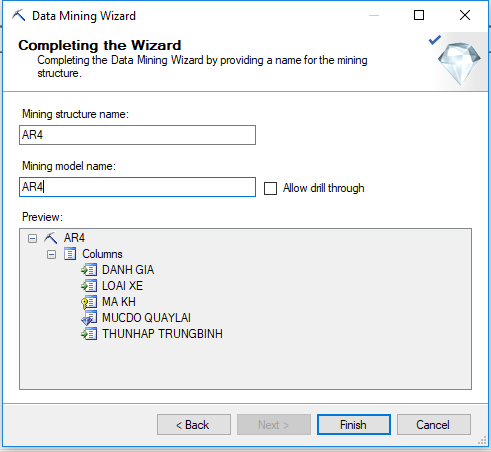 Data Mining Wizard
Completing the Wizard
Completing the Data Mining Wizard by providing a name for the mining
structure.
Mining structure name:
AR4
Mining model name:
AR4
Allow drill through
Preview:
AR4
Columns
DANH GIA
LOAI XE
MA KH
MUCDO QUAYLAI
THUNHAP TRUNGBINH
< Back
Next >
Finish
Cancel